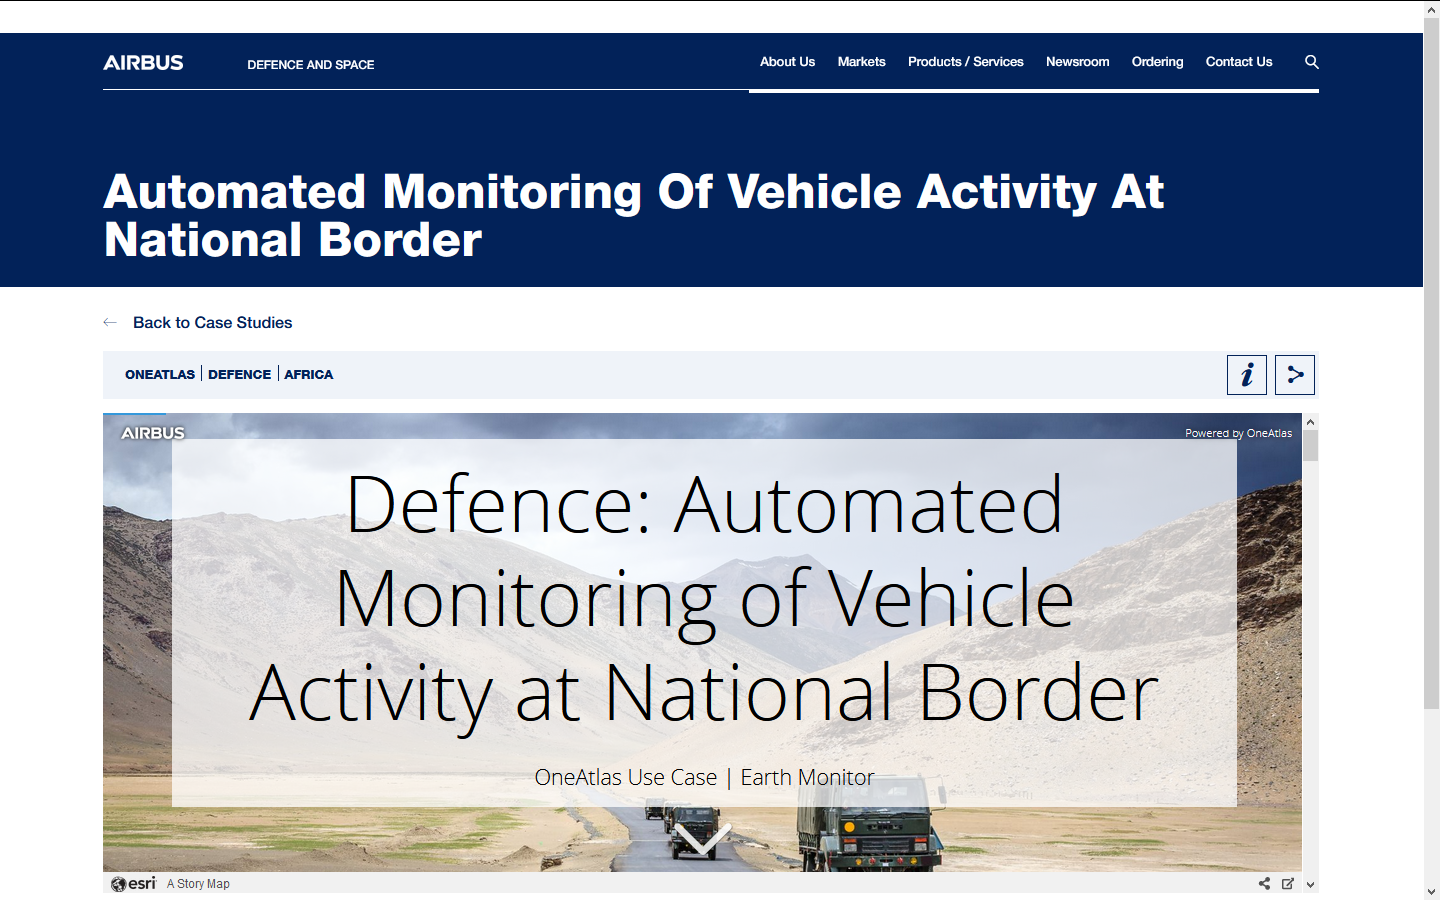 AIRBUS
DEFENCE AND SPACE
About Us
Markets
Products / Services
Newsroom
Ordering
Contact Us
Automated Monitoring Of Vehicle Activity At
National Border
Back to Case Studies
ONEATLAS
DEFENCE
AFRICA
i
AIRBUS
Powered by OneAtlas
Defence: Automated
Monitoring of Vehicle
Activity at National Border
OneAtlas Use Case | Earth Monitor
esri
A Story Map